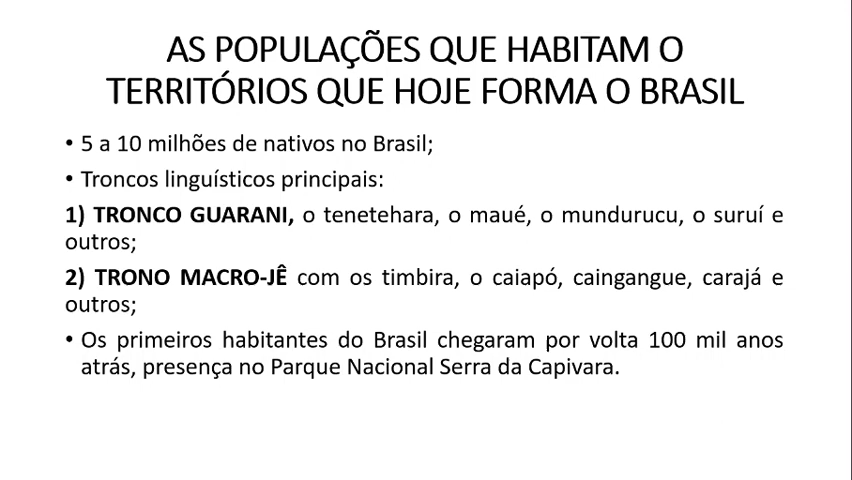 AS POPULAÇÕES QUE HABITAM O
TERRITÓRIOS QUE HOJE FORMA O BRASIL
• 5 a 10 milhões de nativos no Brasil;
• Troncos linguísticos principais:
1) TRONCO GUARANI, o tenetehara, o maué, o mundurucu, o suruí e
outros;
2) TRONO MACRO-JÊ com os timbira, o caiapó, caingangue, carajá e
outros;
• Os primeiros habitantes do Brasil chegaram por volta 100 mil anos
atrás, presença no Parque Nacional Serra da Capivara.